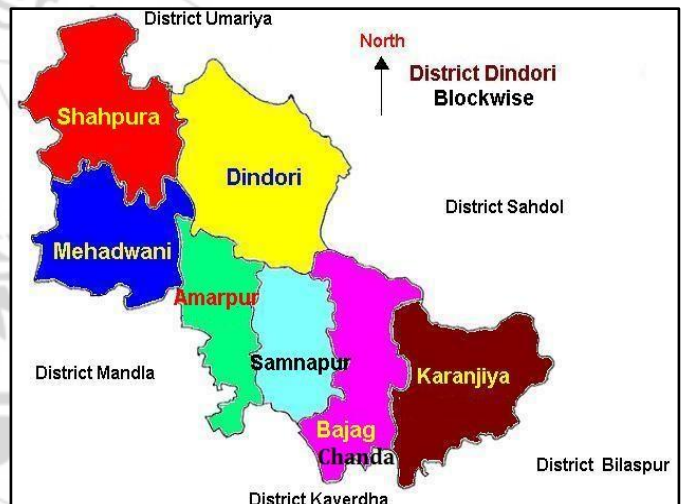 District Umariya
North
District Dindori
Blockwise
Shahpura
Dindori
District Sahdol
Mehadwani
Amarpur
Samnapur
District Mandla
Karanjiya
Bajag
Chanda
District Bilaspur
District Kaverdha